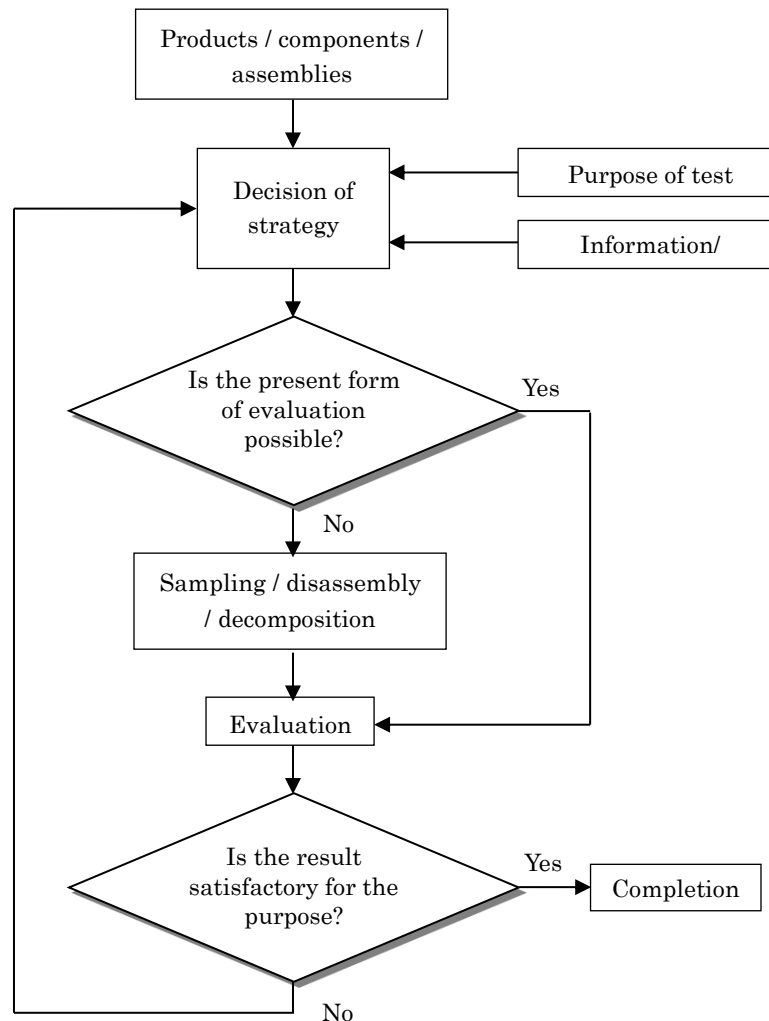 Products / components /
assemblies
Decision of
strategy
Purpose of test
Information/
Is the present form
of evaluation
possible?
Yes
No
Sampling / disassembly
/ decomposition
Evaluation
Is the result
satisfactory for the
purpose?
Yes
Completion
No